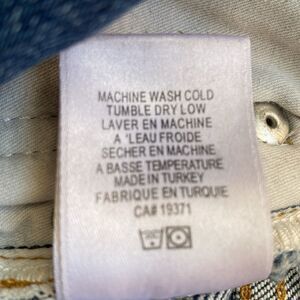 MACHINE WASH COLD
TUMBLE DRY LOW
LAVER EN MACHINE
A 'LEAU FROIDE
SECHER EN MACHINE
A BASSE TEMPERATURE
MADE IN TURKEY
FABRIQUE EN TURQUIE
CA# 19371